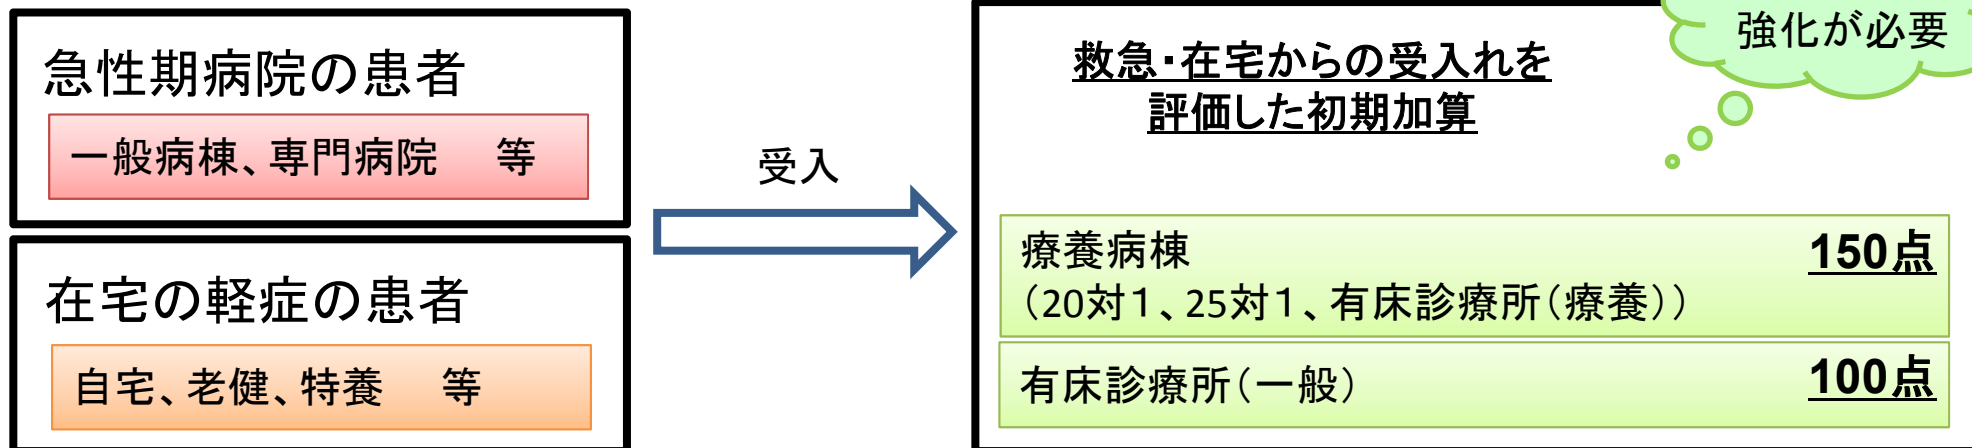 急性期病院の患者
一般病棟、専門病院　等
在宅の軽症の患者
自宅、老健、特養　等
受入
救急・在宅からの受入れを
評価した初期加算
強化が必要
療養病棟　150点
（20対１、25対１、有床診療所（療養））
有床診療所（一般）　100点